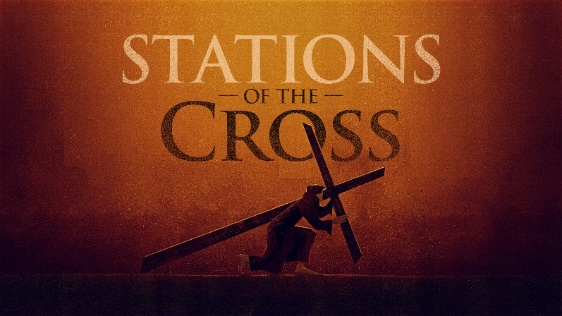 STATIONS
– OF THE –
CROSS